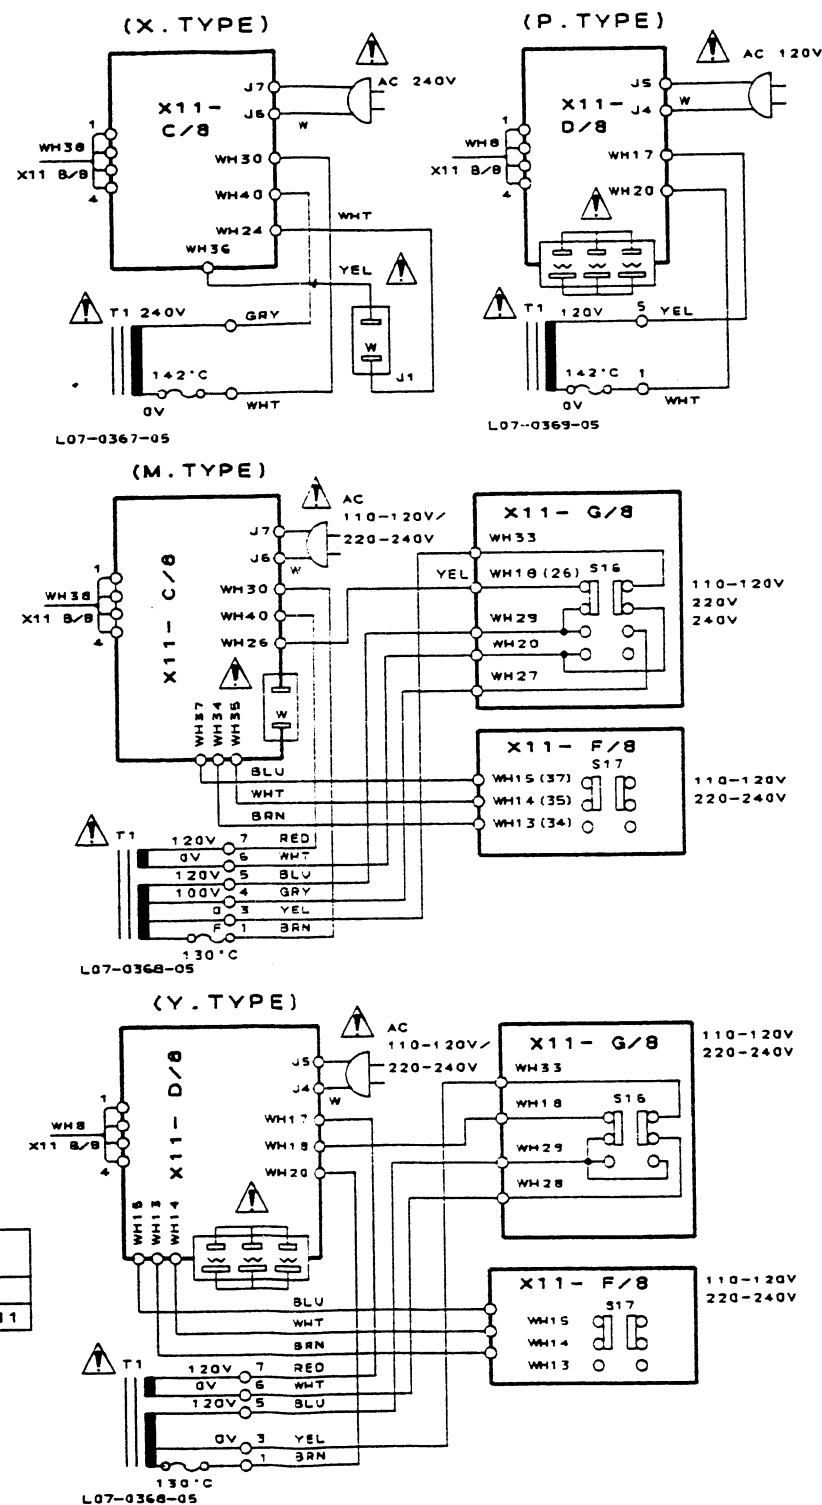 (X.TYPE)
X11-
C/8
J7
J6
W
AC 240V
1
WH38
X11 B/8
4
WH30
WH40
WH24
WH36
WHT
YEL
T1 240V
GRY
W
J1
142°C
0V
WHT
L07-0367-05
(P.TYPE)
X11-
D/8
J5
J4
W
AC 120V
1
WH8
X11 B/8
4
WH17
WH20
T1
120V
5
YEL
142°C
1
0V
WHT
L07-0369-05
(M.TYPE)
X11- C/8
J7
J6
W
AC
110-120V/
220-240V
1
WH38
X11 B/8
4
WH30
WH40
WH26
W
WH37
WH34
WH35
BLU
WHT
BRN
X11- G/8
WH33
YEL
WH18(26)
S16
WH29
WH20
WH27
110-120V
220V
240V
X11- F/8
S17
WH15(37)
WH14(35)
WH13(34)
110-120V
220-240V
T1
120V 7 RED
0V 6 WHT
120V 5 BLU
100V 4 GRY
0 3 YEL
F 1 BRN
130°C
L07-0368-05
(Y.TYPE)
X11- D/8
J5
J4
W
AC
110-120V/
220-240V
1
WH8
X11 B/8
4
WH17
WH18
WH20
WH15
WH13
WH14
BLU
WHT
BRN
X11- G/8
WH33
WH18
S16
WH29
WH28
110-120V
220-240V
X11- F/8
S17
WH15
WH14
WH13
110-120V
220-240V
T1
120V 7 RED
0V 6 WHT
120V 5 BLU
0V 3 YEL
1 BRN
130°C
L07-0368-05